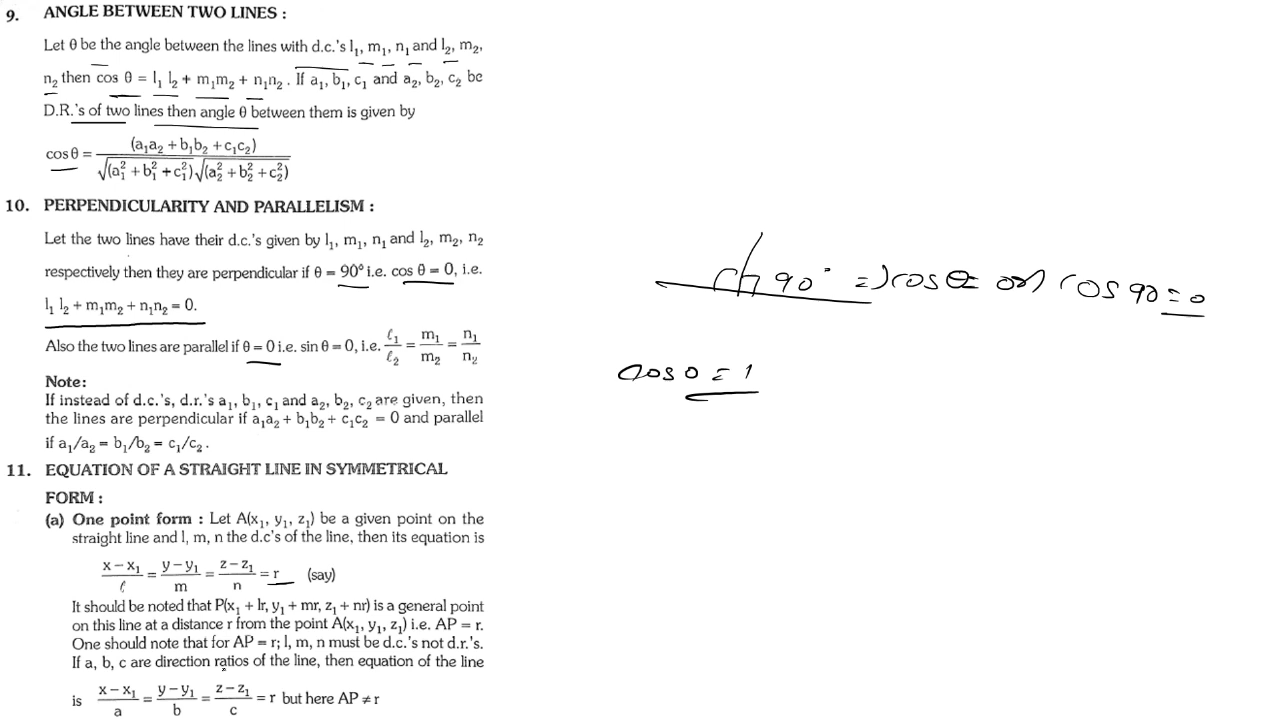 9. ANGLE BETWEEN TWO LINES :
Let θ be the angle between the lines with d.c.'s l₁, m₁, n₁ and l₂, m₂,
n₂ then cos θ = l₁ l₂ + m₁m₂ + n₁n₂ . If a₁, b₁, c₁ and a₂, b₂, c₂ be
D.R.'s of two lines then angle θ between them is given by
cosθ = (a₁a₂ + b₁b₂ + c₁c₂) / √(a₁² + b₁² + c₁²) √(a₂² + b₂² + c₂²)
10. PERPENDICULARITY AND PARALLELISM :
Let the two lines have their d.c.'s given by l₁, m₁, n₁ and l₂, m₂, n₂
respectively then they are perpendicular if θ = 90° i.e. cos θ = 0, i.e.
l₁ l₂ + m₁m₂ + n₁n₂ = 0.
Also the two lines are parallel if θ = 0 i.e. sin θ = 0, i.e. ℓ₁/ℓ₂ = m₁/m₂ = n₁/n₂
Note:
If instead of d.c.'s, d.r.'s a₁, b₁, c₁ and a₂, b₂, c₂ are given, then
the lines are perpendicular if a₁a₂ + b₁b₂ + c₁c₂ = 0 and parallel
if a₁/a₂ = b₁/b₂ = c₁/c₂ .
11. EQUATION OF A STRAIGHT LINE IN SYMMETRICAL
FORM :
(a) One point form : Let A(x₁, y₁, z₁) be a given point on the
straight line and l, m, n the d.c's of the line, then its equation is
x − x₁/ℓ = y − y₁/m = z − z₁/n = r (say)
It should be noted that P(x₁ + lr, y₁ + mr, z₁ + nr) is a general point
on this line at a distance r from the point A(x₁, y₁, z₁) i.e. AP = r.
One should note that for AP = r; l, m, n must be d.c.'s not d.r.'s.
If a, b, c are direction ratios of the line, then equation of the line
is x − x₁/a = y − y₁/b = z − z₁/c = r but here AP ≠ r
90° => cos θ = cos 90 = 0
cos 0 = 1